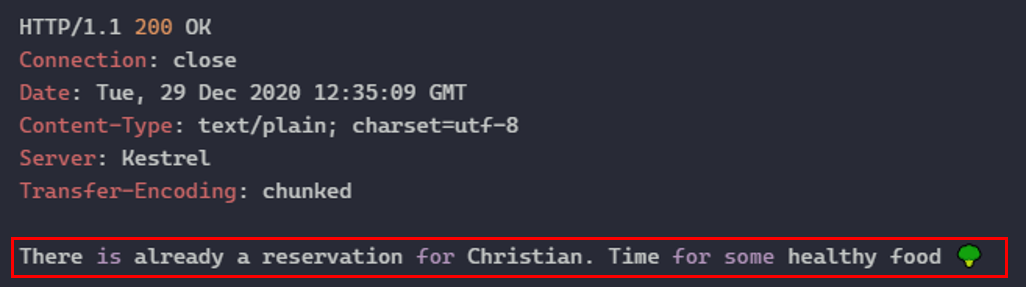 HTTP/1.1 200 OK
Connection: close
Date: Tue, 29 Dec 2020 12:35:09 GMT
Content-Type: text/plain; charset=utf-8
Server: Kestrel
Transfer-Encoding: chunked
There is already a reservation for Christian. Time for some healthy food 🥦